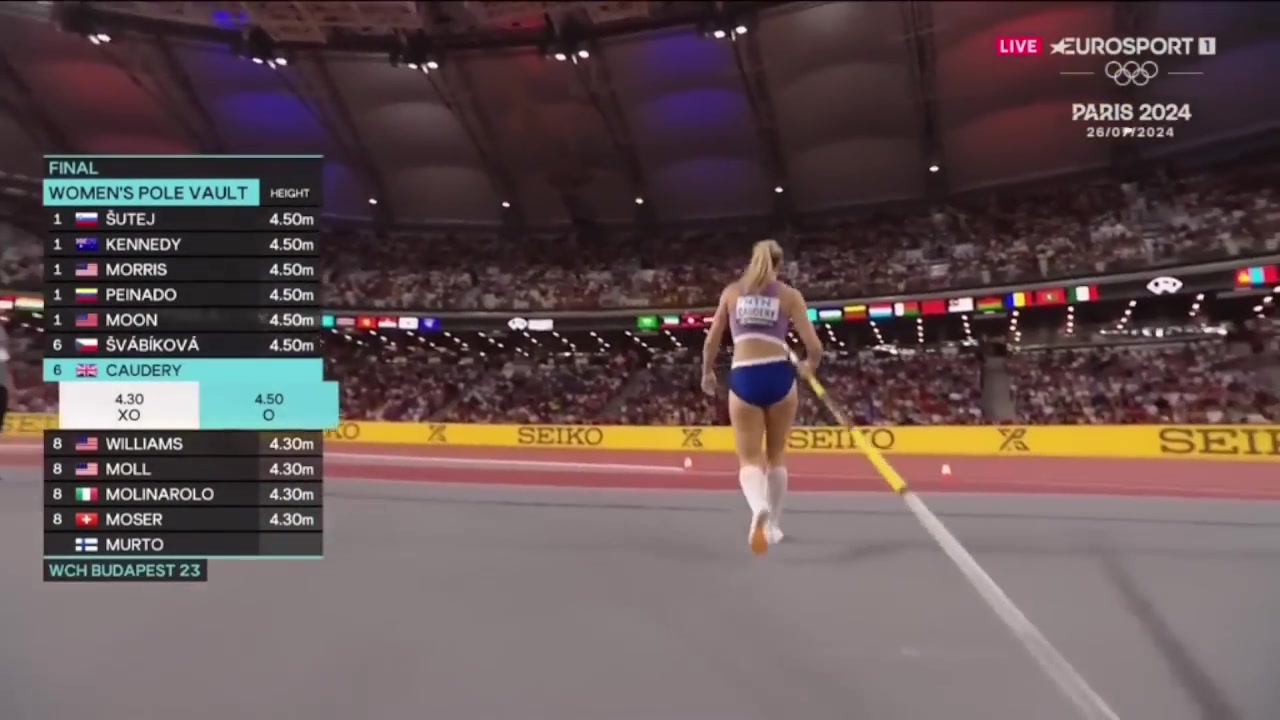 LIVE EUROSPORT 1
PARIS 2024
26/07/2024
FINAL
WOMEN'S POLE VAULT HEIGHT
1 ŠUTEJ 4.50m
1 KENNEDY 4.50m
1 MORRIS 4.50m
1 PEINADO 4.50m
1 MOON 4.50m
6 ŠVÁBÍKOVÁ 4.50m
6 CAUDERY
4.30 4.50
XO O
8 WILLIAMS 4.30m
8 MOLL 4.30m
8 MOLINAROLO 4.30m
8 MOSER 4.30m
MURTO
WCH BUDAPEST 23
CAUDERY
SEIKO SEIKO